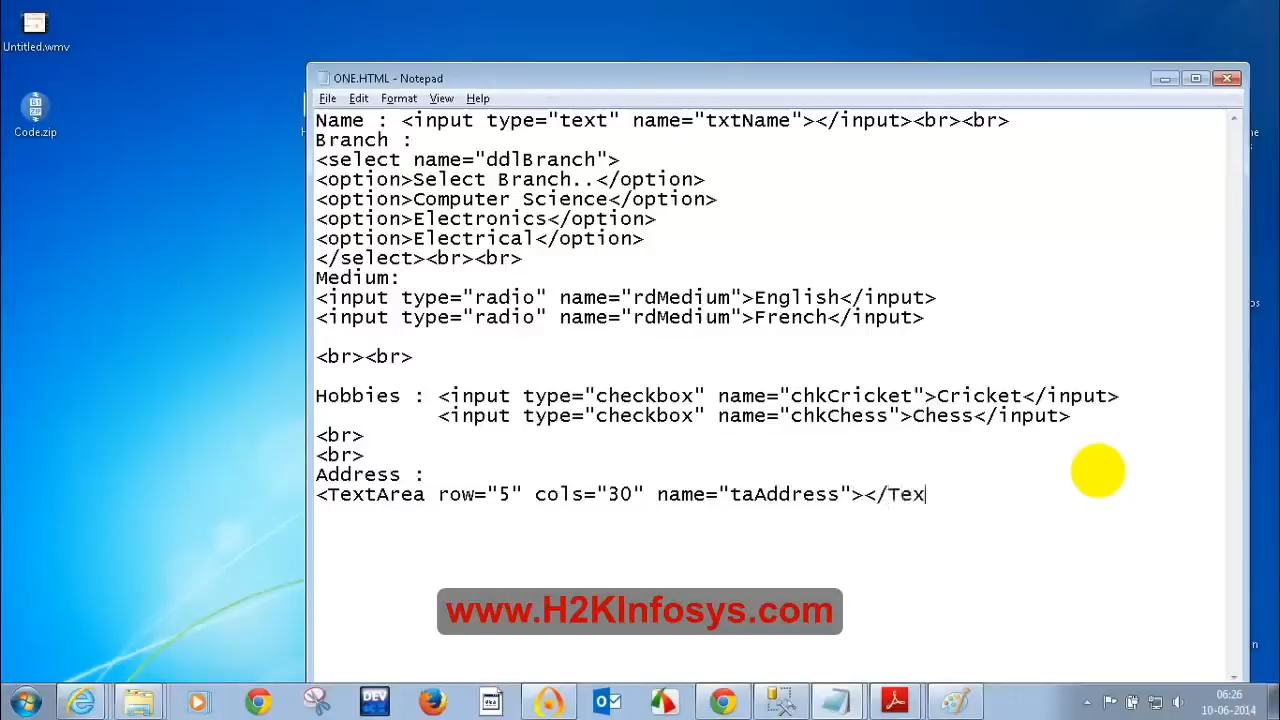 Untitled.wmv
Code.zip
ONE.HTML - Notepad
File Edit Format View Help
Name : <input type="text" name="txtName"></input><br><br>
Branch :
<select name="ddlBranch">
<option>Select Branch..</option>
<option>Computer Science</option>
<option>Electronics</option>
<option>Electrical</option>
</select><br><br>
Medium:
<input type="radio" name="rdMedium">English</input>
<input type="radio" name="rdMedium">French</input>
<br><br>
Hobbies : <input type="checkbox" name="chkCricket">Cricket</input>
<input type="checkbox" name="chkChess">Chess</input>
<br>
<br>
Address :
<TextArea row="5" cols="30" name="taAddress"></Tex
www.H2KInfosys.com
DEV
06:26
10-06-2014